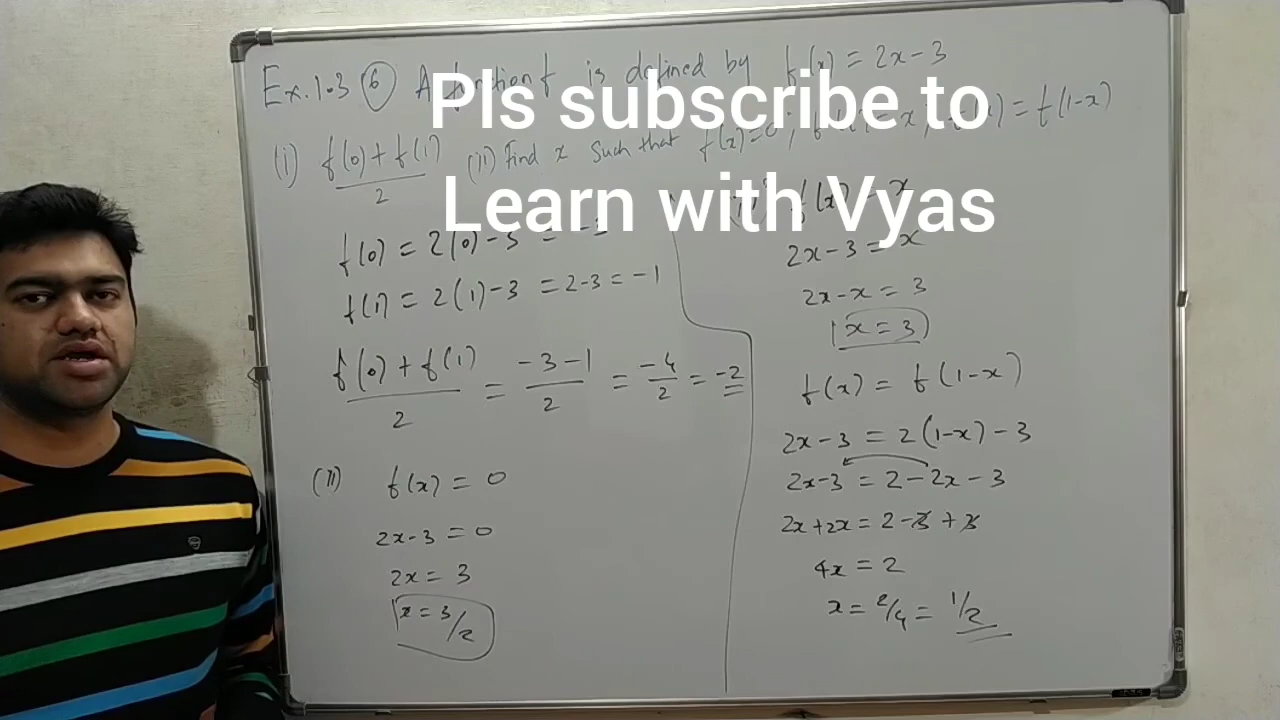 Ex. 1.3 (6) A function f is defined by f(x) = 2x-3
(i) f(0) + f(1) / 2 (ii) Find x such that f(x)=0; x; = f(1-x)
Pls subscribe to
Learn with Vyas
f(0) = 2(0)-3 = -3
f(1) = 2(1)-3 = 2-3 = -1
f(0) + f(1) / 2 = -3-1 / 2 = -4/2 = -2
(ii) f(x) = 0
2x-3 = 0
2x = 3
x = 3/2
f(x) = x
2x-3 = x
2x-x = 3
x = 3
f(x) = f(1-x)
2x-3 = 2(1-x)-3
2x-3 = 2-2x-3
2x+2x = 2-3+3
4x = 2
x = 2/4 = 1/2